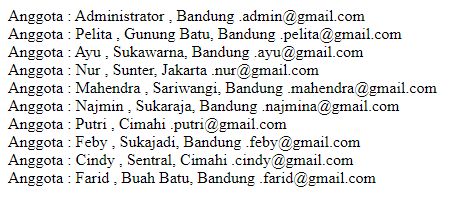 Anggota : Administrator , Bandung .admin@gmail.com
Anggota : Pelita , Gunung Batu, Bandung .pelita@gmail.com
Anggota : Ayu , Sukawarna, Bandung .ayu@gmail.com
Anggota : Nur , Sunter, Jakarta .nur@gmail.com
Anggota : Mahendra , Sariwangi, Bandung .mahendra@gmail.com
Anggota : Najmin , Sukaraja, Bandung .najmina@gmail.com
Anggota : Putri , Cimahi .putri@gmail.com
Anggota : Feby , Sukajadi, Bandung .feby@gmail.com
Anggota : Cindy , Sentral, Cimahi .cindy@gmail.com
Anggota : Farid , Buah Batu, Bandung .farid@gmail.com